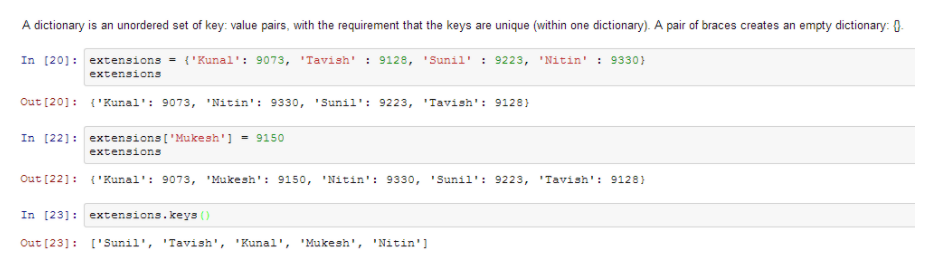 A dictionary is an unordered set of key: value pairs, with the requirement that the keys are unique (within one dictionary). A pair of braces creates an empty dictionary: {}.
In [20]: extensions = {'Kunal': 9073, 'Tavish' : 9128, 'Sunil' : 9223, 'Nitin' : 9330}
extensions
Out[20]: {'Kunal': 9073, 'Nitin': 9330, 'Sunil': 9223, 'Tavish': 9128}
In [22]: extensions['Mukesh'] = 9150
extensions
Out[22]: {'Kunal': 9073, 'Mukesh': 9150, 'Nitin': 9330, 'Sunil': 9223, 'Tavish': 9128}
In [23]: extensions.keys()
Out[23]: ['Sunil', 'Tavish', 'Kunal', 'Mukesh', 'Nitin']